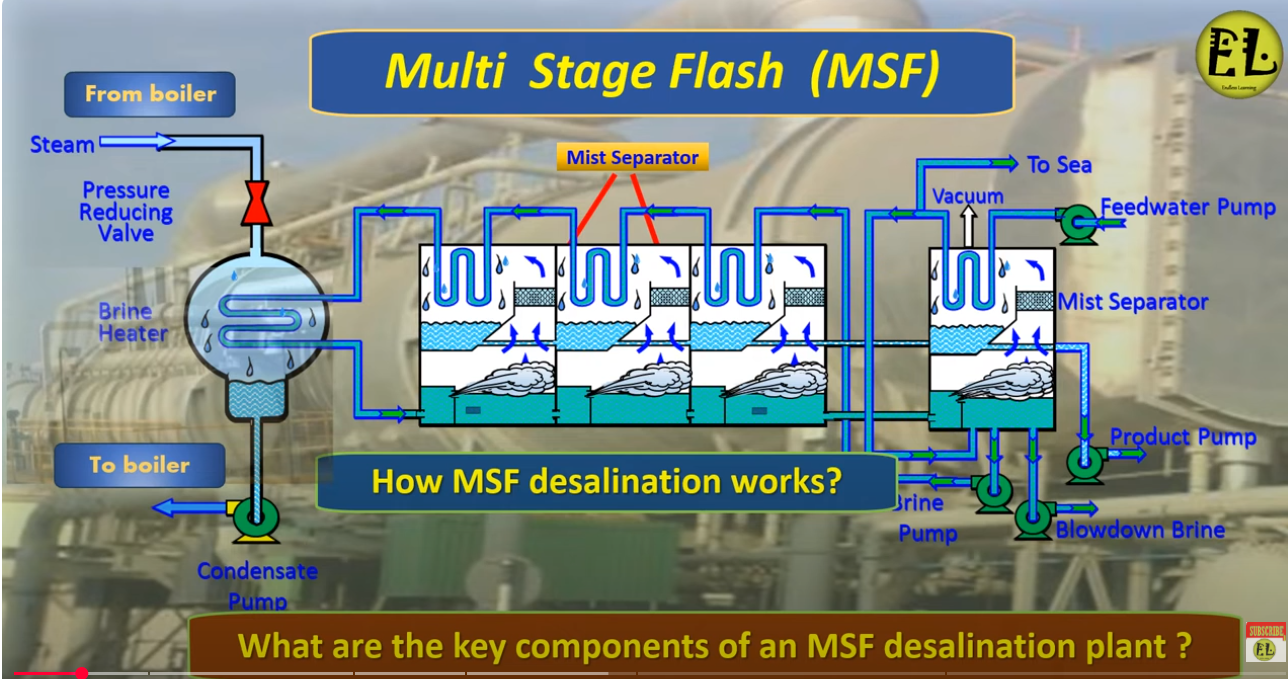 Multi Stage Flash (MSF)
EL
Endless Learning
From boiler
Steam
Pressure
Reducing
Valve
Mist Separator
To Sea
Vacuum
Feedwater Pump
Brine
Heater
Mist Separator
To boiler
Product Pump
How MSF desalination works?
Brine
Pump
Blowdown Brine
Condensate
Pump
What are the key components of an MSF desalination plant ?
SUBSCRIBE
EL